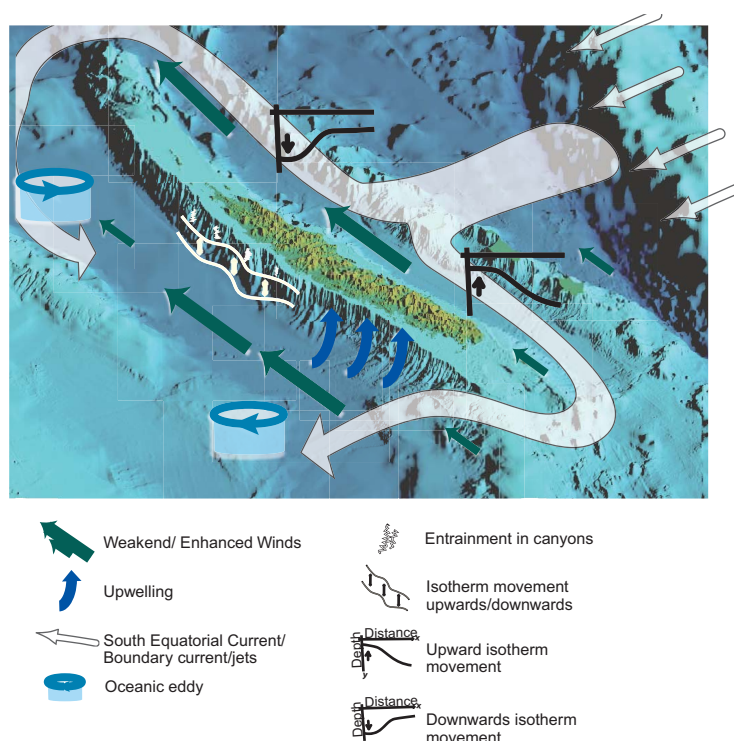 Weakend/ Enhanced Winds
Upwelling
South Equatorial Current/
Boundary current/jets
Oceanic eddy
Entrainment in canyons
Isotherm movement
upwards/downwards
Distance
x
Depth
y
Upward isotherm
movement
Distance
x
Depth
Downwards isotherm
movement